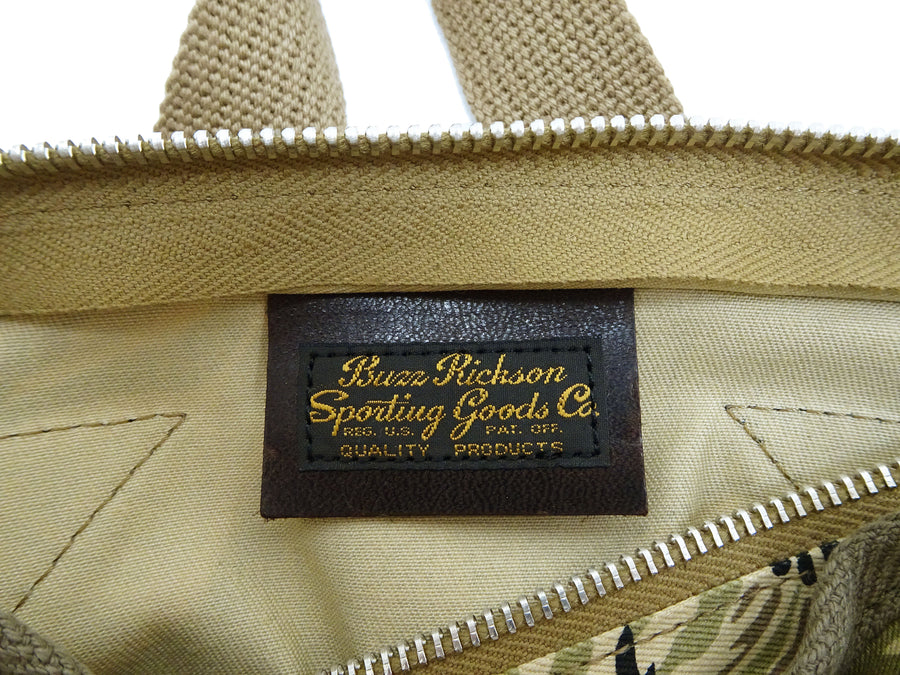 Buzz Rickson
Sporting Goods Co.
REG. U.S. PAT. OFF.
QUALITY PRODUCTS